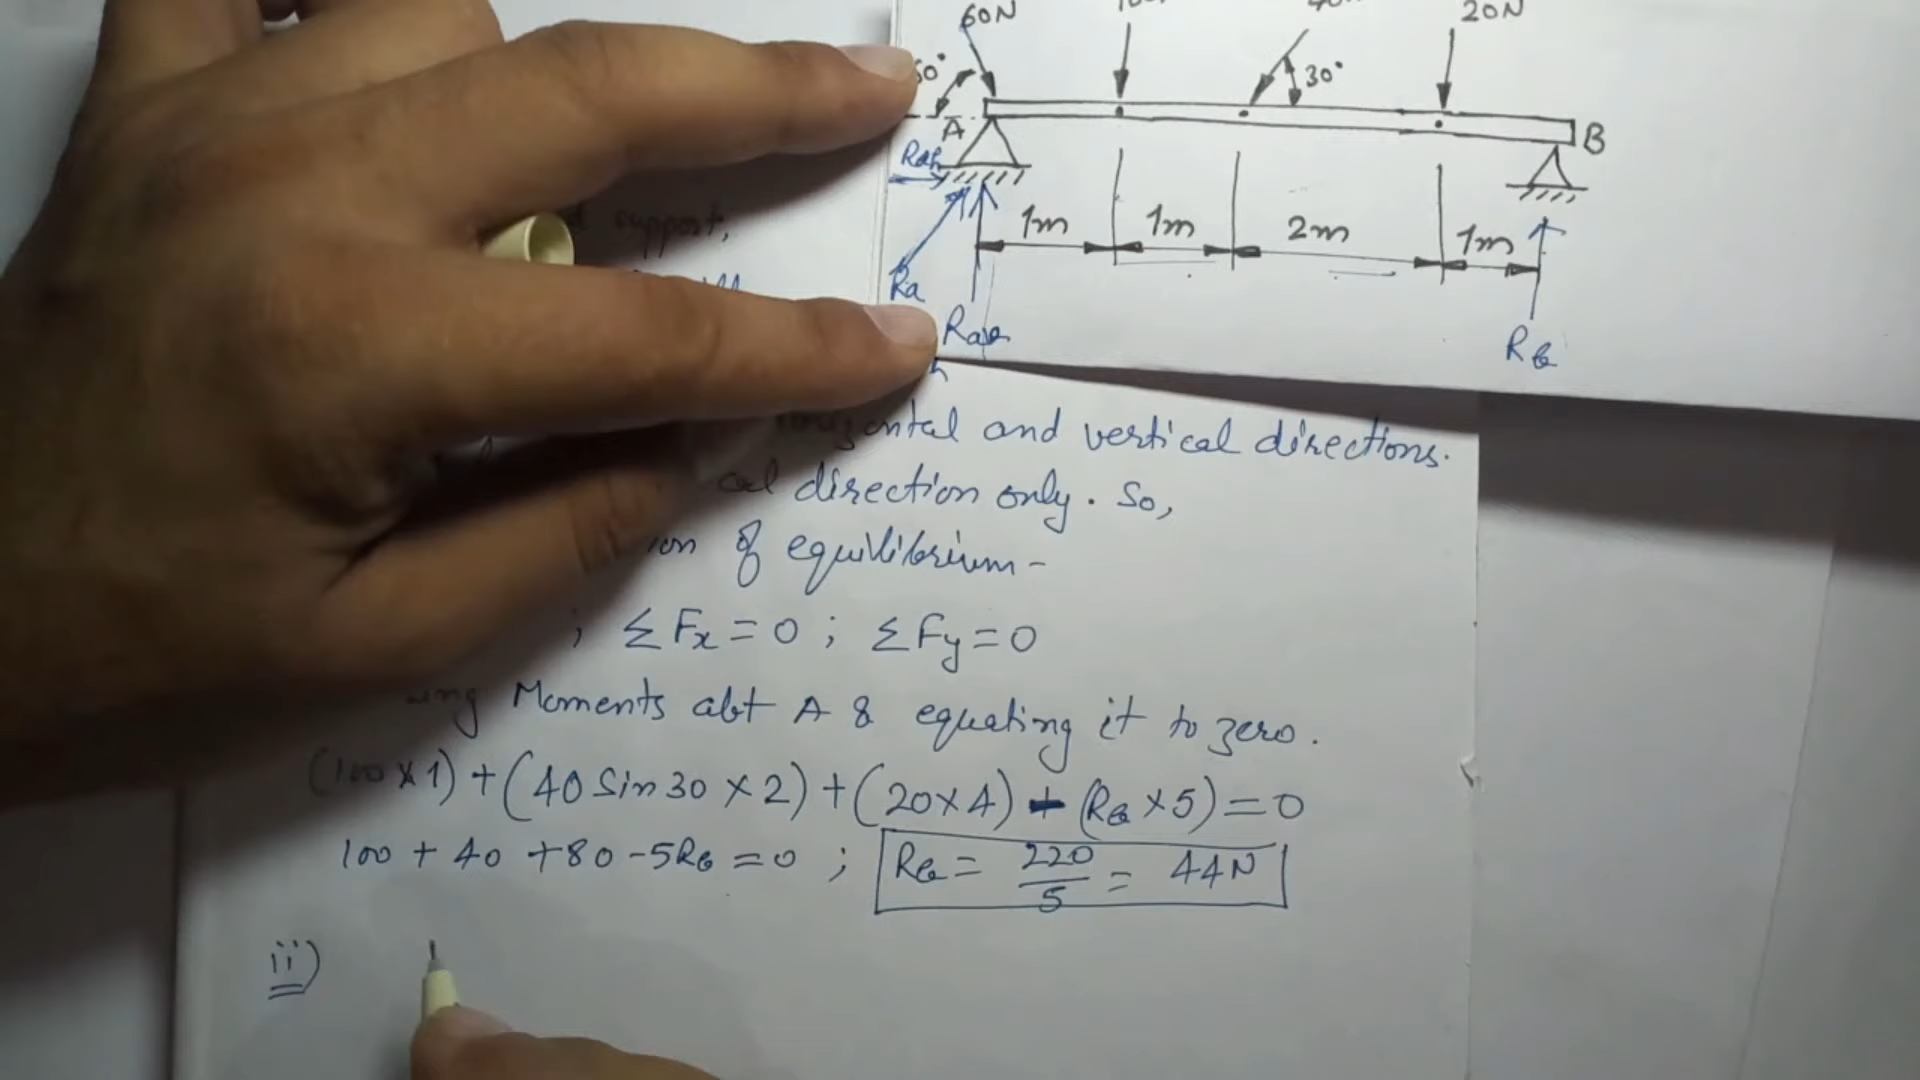 60N 20N
30°
A B
Rah
1m 1m 2m 1m
Ra
Rav RB
h
and vertical directions.
direction only. So,
of equilibrium -
; ΣFx = 0 ; ΣFy = 0
Moments abt A & equating it to zero.
(100 × 1) + (40 Sin 30 × 2) + (20 × 4) - (RB × 5) = 0
100 + 40 + 80 - 5RB = 0 ; RB = 220/5 = 44N
ii)